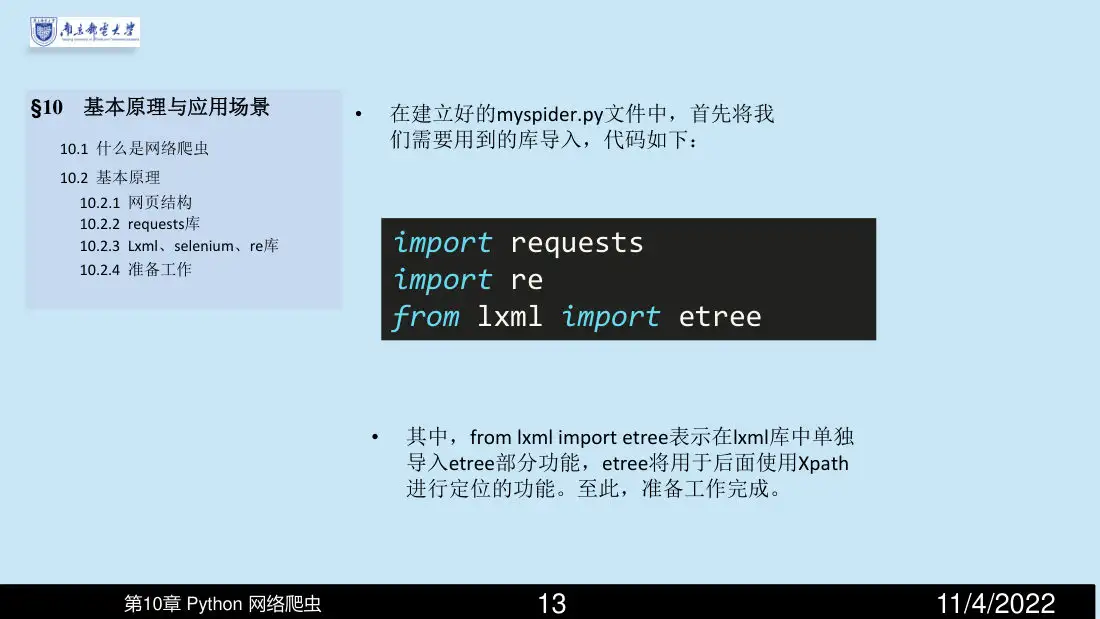 南京邮电大学
§10 基本原理与应用场景
10.1 什么是网络爬虫
10.2 基本原理
10.2.1 网页结构
10.2.2 requests库
10.2.3 Lxml、selenium、re库
10.2.4 准备工作
• 在建立好的myspider.py文件中，首先将我
们需要用到的库导入，代码如下：
import requests
import re
from lxml import etree
• 其中，from lxml import etree表示在lxml库中单独
导入etree部分功能，etree将用于后面使用Xpath
进行定位的功能。至此，准备工作完成。
第10章 Python 网络爬虫
13
11/4/2022